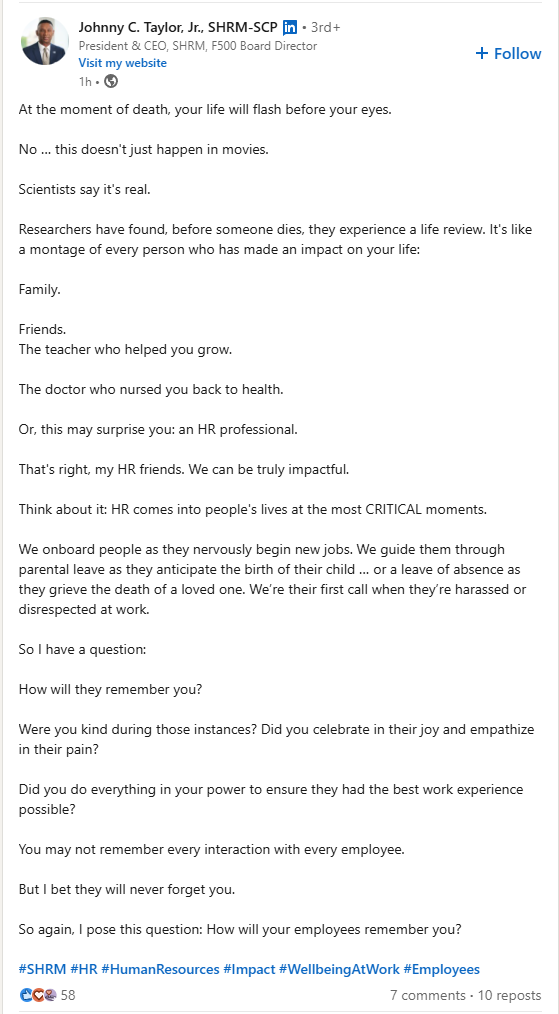 Johnny C. Taylor, Jr., SHRM-SCP in • 3rd+
President & CEO, SHRM, F500 Board Director
Visit my website
1h •
+ Follow
At the moment of death, your life will flash before your eyes.
No ... this doesn't just happen in movies.
Scientists say it's real.
Researchers have found, before someone dies, they experience a life review. It's like
a montage of every person who has made an impact on your life:
Family.
Friends.
The teacher who helped you grow.
The doctor who nursed you back to health.
Or, this may surprise you: an HR professional.
That's right, my HR friends. We can be truly impactful.
Think about it: HR comes into people's lives at the most CRITICAL moments.
We onboard people as they nervously begin new jobs. We guide them through
parental leave as they anticipate the birth of their child ... or a leave of absence as
they grieve the death of a loved one. We’re their first call when they’re harassed or
disrespected at work.
So I have a question:
How will they remember you?
Were you kind during those instances? Did you celebrate in their joy and empathize
in their pain?
Did you do everything in your power to ensure they had the best work experience
possible?
You may not remember every interaction with every employee.
But I bet they will never forget you.
So again, I pose this question: How will your employees remember you?
#SHRM #HR #HumanResources #Impact #WellbeingAtWork #Employees
58
7 comments • 10 reposts